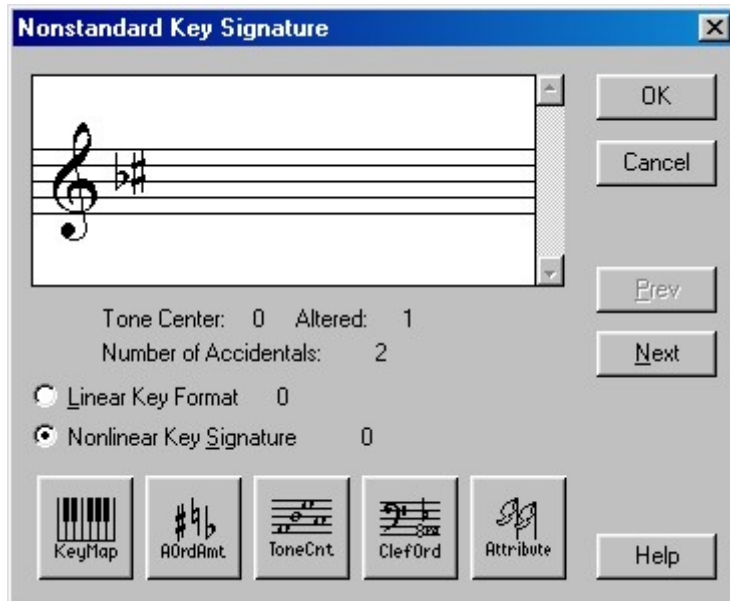 Nonstandard Key Signature
OK
Cancel
Tone Center: 0 Altered: 1
Number of Accidentals: 2
Prev
Next
Linear Key Format 0
Nonlinear Key Signature 0
KeyMap AOrdAmt ToneCnt ClefOrd Attribute
Help